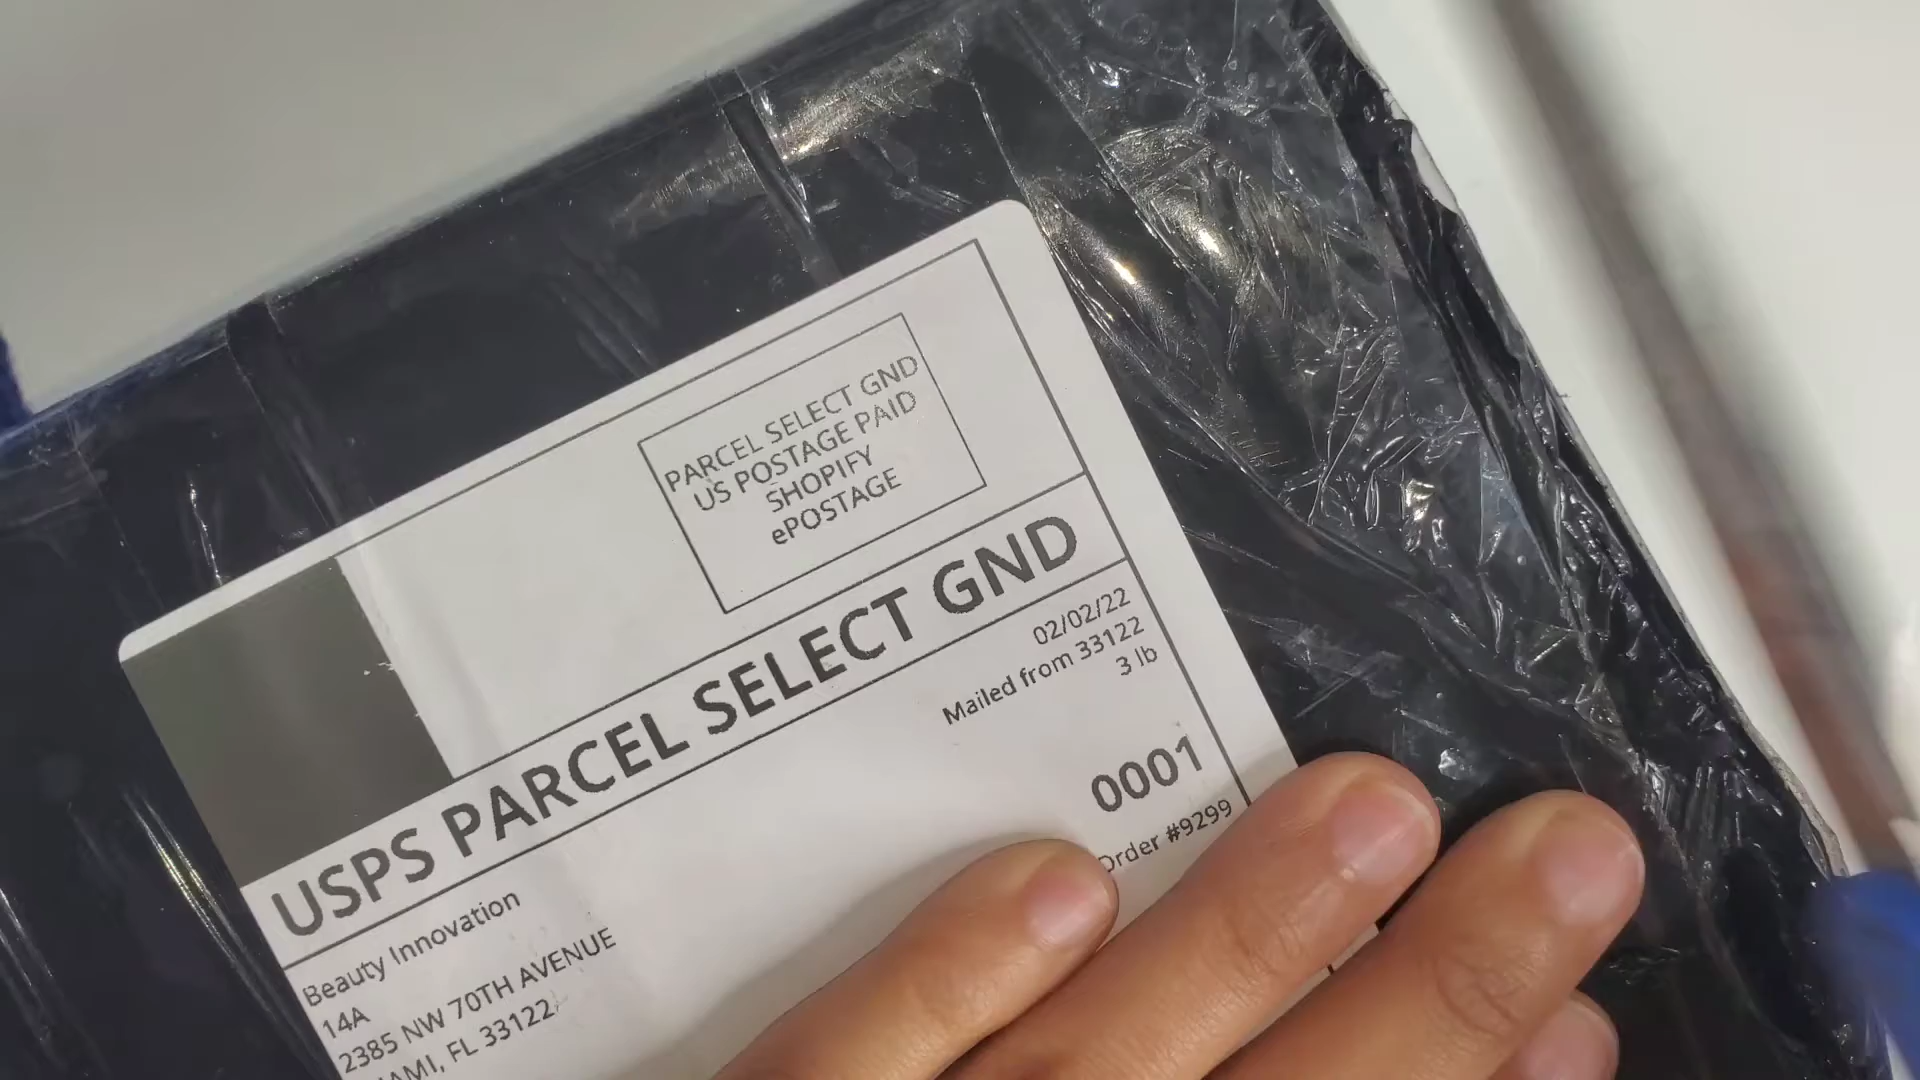 PARCEL SELECT GND
US POSTAGE PAID
SHOPIFY
ePOSTAGE
USPS PARCEL SELECT GND
02/02/22
Mailed from 33122
3 lb
0001
Order #9299
Beauty Innovation
14A
2385 NW 70TH AVENUE
AMI, FL 33122